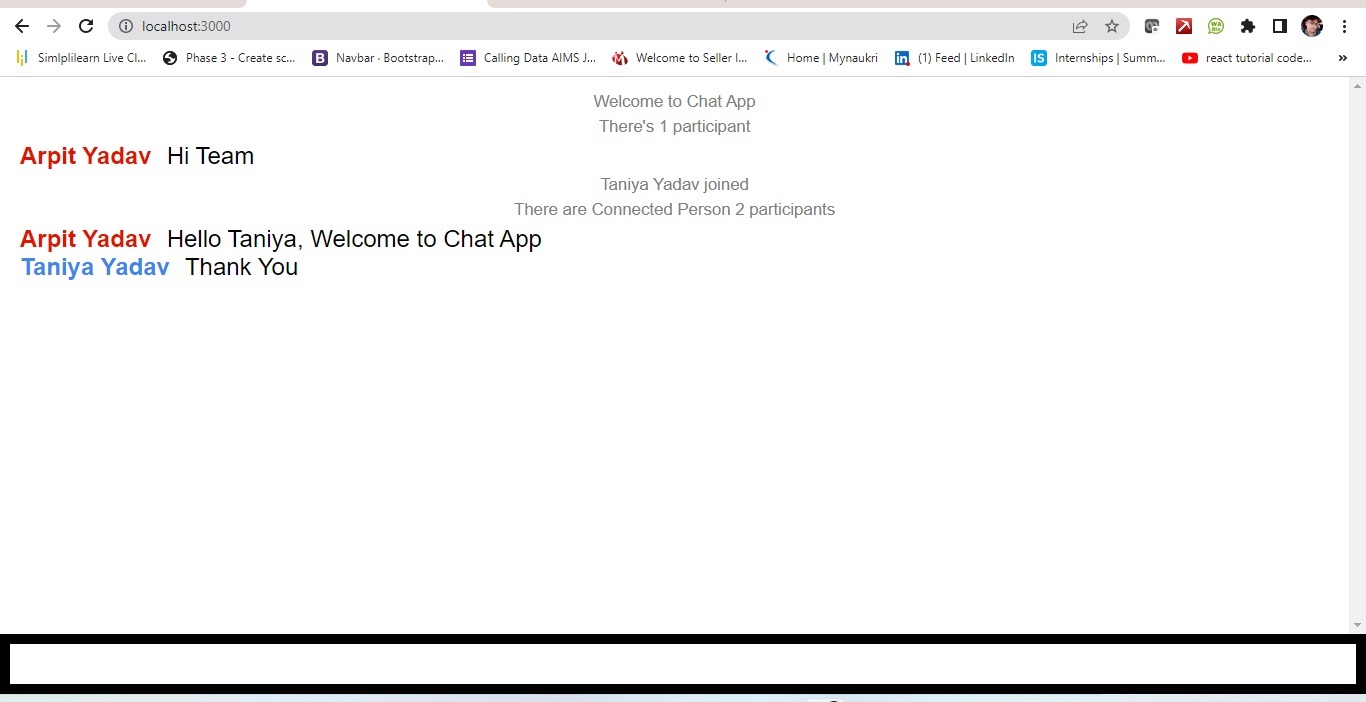 localhost:3000
Simlplilearn Live Cl... Phase 3 - Create sc... B Navbar · Bootstrap... Calling Data AIMS J... Welcome to Seller I... Home | Mynaukri in (1) Feed | LinkedIn IS Internships | Summ... react tutorial code... »
Welcome to Chat App
There's 1 participant
Arpit Yadav Hi Team
Taniya Yadav joined
There are Connected Person 2 participants
Arpit Yadav Hello Taniya, Welcome to Chat App
Taniya Yadav Thank You